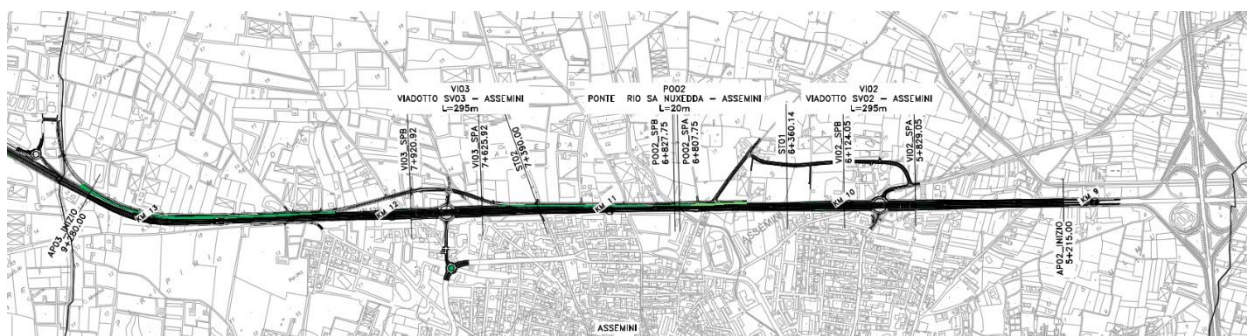 VI03
VIADOTTO SV03 - ASSEMINI
L=295m
PO02
PONTE RIO SA NUXEDDA - ASSEMINI
L=20m
VI02
VIADOTTO SV02 - ASSEMINI
L=295m
VI03_SPB
7+920.92
VI03_SPA
7+625.92
ST02
7+390.00
PO02_SPB
6+827.75
PO02_SPA
6+807.75
ST01
6+360.14
VI02_SPB
6+124.05
VI02_SPA
5+829.05
KM 13
KM 12
KM 11
KM 10
KM 9
AP03_INIZIO
9+280.00
AP02_INIZIO
5+215.00
ASSEMINI
ASSEMINI